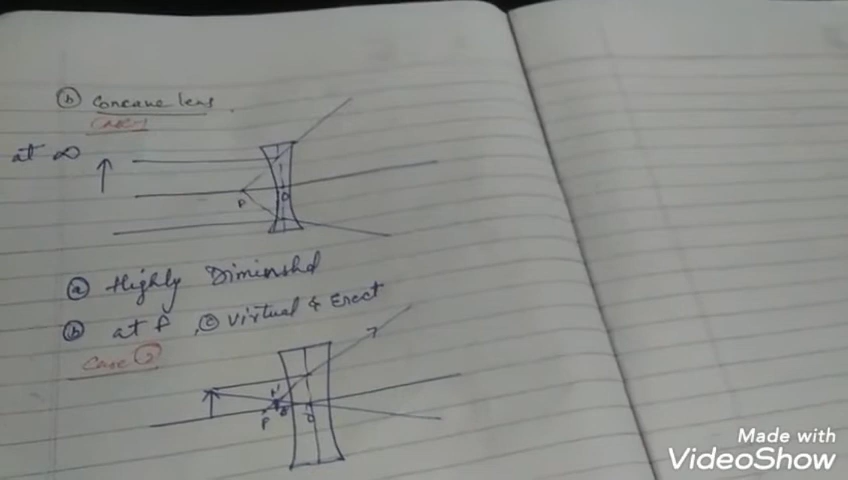 (b) Concave lens.
Case-1
at ∞
P O
(a) Highly Diminshd
(b) at P, (c) Virtual & Erect
Case (2)
P O
Made with
VideoShow